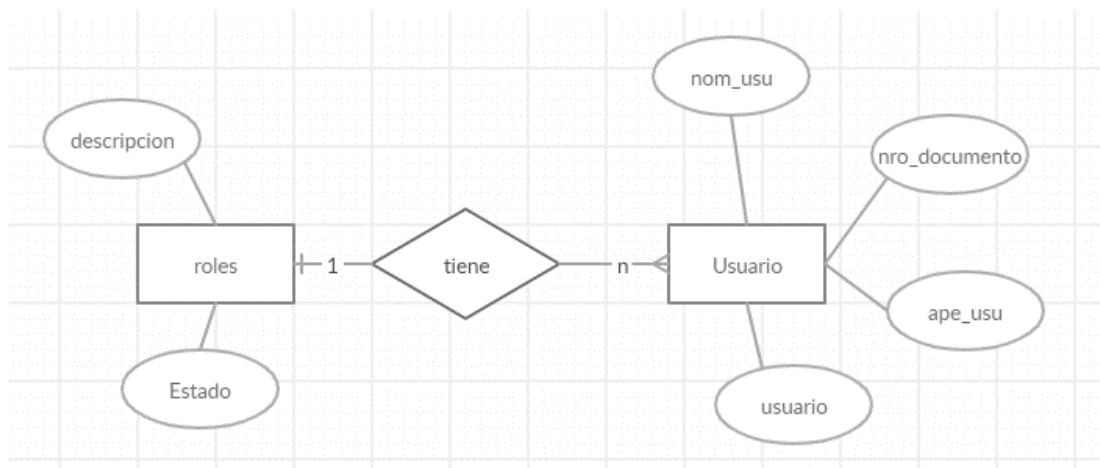 nom_usu
descripcion
nro_documento
roles
1
tiene
n
Usuario
ape_usu
Estado
usuario